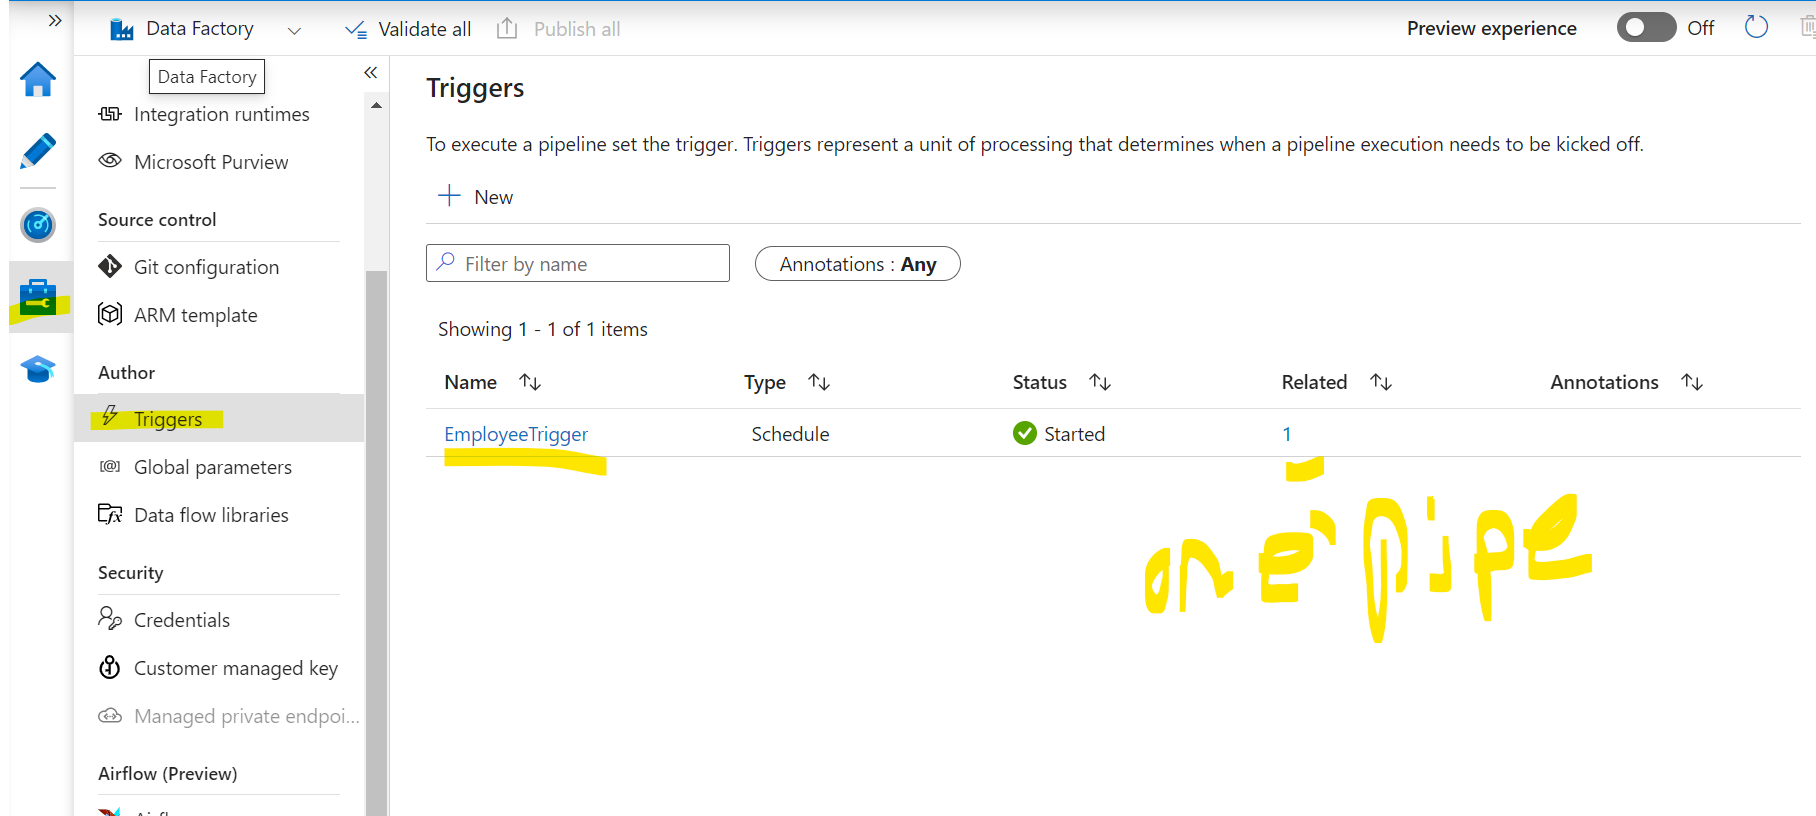 Data Factory
Validate all
Publish all
Preview experience
Off
Data Factory
Integration runtimes
Microsoft Purview
Source control
Git configuration
ARM template
Author
Triggers
Global parameters
Data flow libraries
Security
Credentials
Customer managed key
Managed private endpoi...
Airflow (Preview)
Triggers
To execute a pipeline set the trigger. Triggers represent a unit of processing that determines when a pipeline execution needs to be kicked off.
New
Filter by name
Annotations : Any
Showing 1 - 1 of 1 items
Name Type Status Related Annotations
EmployeeTrigger Schedule Started 1
one pipe